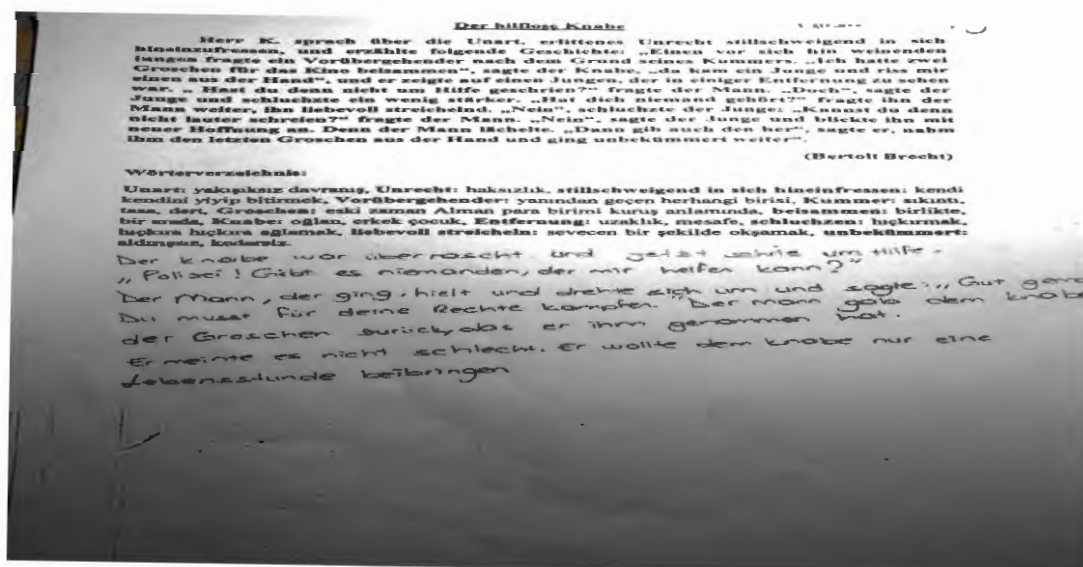 Der hilflose Knabe
Herr K. sprach über die Unart, erlittenes Unrecht stillschweigend in sich
hineinzufressen, und erzählte folgende Geschichte: „Einen vor sich hin weinenden
Jungen fragte ein Vorübergehender nach dem Grund seines Kummers. „Ich hatte zwei
Groschen für das Kino beisammen“, sagte der Knabe, „da kam ein Junge und riss mir
einen aus der Hand“, und er zeigte auf einen Jungen, der in einiger Entfernung zu sehen
war. „ Hast du denn nicht um Hilfe geschrien?“ fragte der Mann. „Doch“, sagte der
Junge und schluchzte ein wenig stärker. „Hat dich niemand gehört?“ fragte ihn der
Mann weiter, ihn liebevoll streichelnd. „Nein“, schluchzte der Junge: „Kannst du denn
nicht lauter schreien?“ fragte der Mann. „Nein“, sagte der Junge und blickte ihn mit
neuer Hoffnung an. Denn der Mann lächelte. „Dann gib auch den her“, sagte er, nahm
ihm den letzten Groschen aus der Hand und ging unbekümmert weiter“.
(Bertolt Brecht)
Wörterverzeichnis:
Unart: yakışıksız davranış, Unrecht: haksızlık, stillschweigend in sich hineinfressen: kendi
kendini yiyip bitirmek, Vorübergehender: yanından geçen herhangi birisi, Kummer: sıkıntı,
tasa, dert, Groschen: eski zaman Alman para birimi kuruş anlamında, beisammen: birlikte,
bir arada, Knabe: oğlan, erkek çocuk, Entfernung: uzaklık, mesafe, schluchzen: hıçkırmak,
hıçkıra hıçkıra ağlamak, liebevoll streicheln: sevecen bir şekilde okşamak, unbekümmert:
aldırışsız, kedersiz.
Der Knabe war überrascht und jetzt schrie um Hilfe.
„Polizei! Gibt es niemanden, der mir helfen kann?“
Der Mann, der ging, hielt und drehte sich um und sagte: „Gut
Du musst für deine Rechte kämpfen.“ Der Mann gab dem Knabe
der Groschen zurück, das er ihm genommen hat.
Er meinte es nicht schlecht. Er wollte dem Knabe nur eine
Lebensstunde beibringen